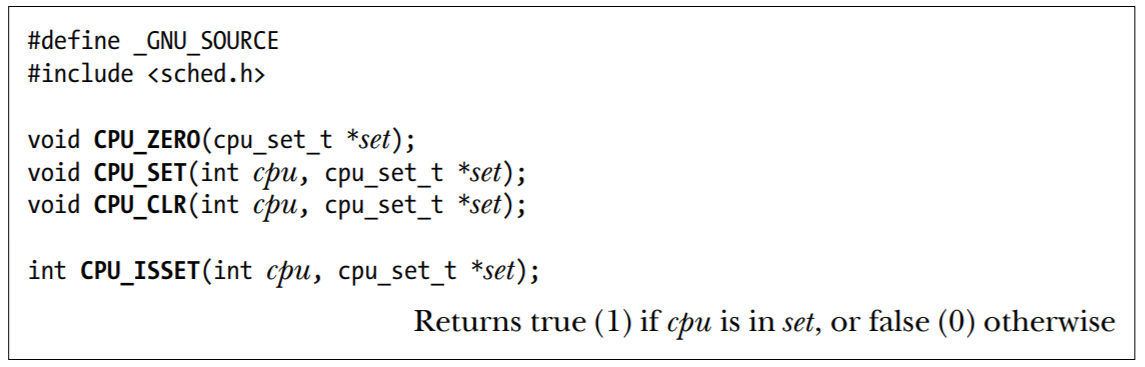 #define _GNU_SOURCE
#include <sched.h>
void CPU_ZERO(cpu_set_t *set);
void CPU_SET(int cpu, cpu_set_t *set);
void CPU_CLR(int cpu, cpu_set_t *set);
int CPU_ISSET(int cpu, cpu_set_t *set);
Returns true (1) if cpu is in set, or false (0) otherwise